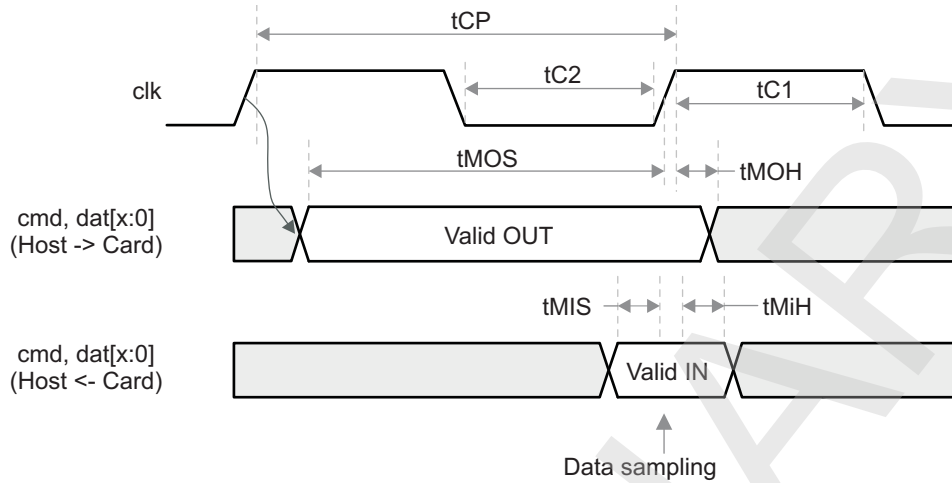 tCP
clk
tC2
tC1
tMOS
tMOH
cmd, dat[x:0]
(Host -> Card)
Valid OUT
tMIS
tMiH
cmd, dat[x:0]
(Host <- Card)
Valid IN
Data sampling